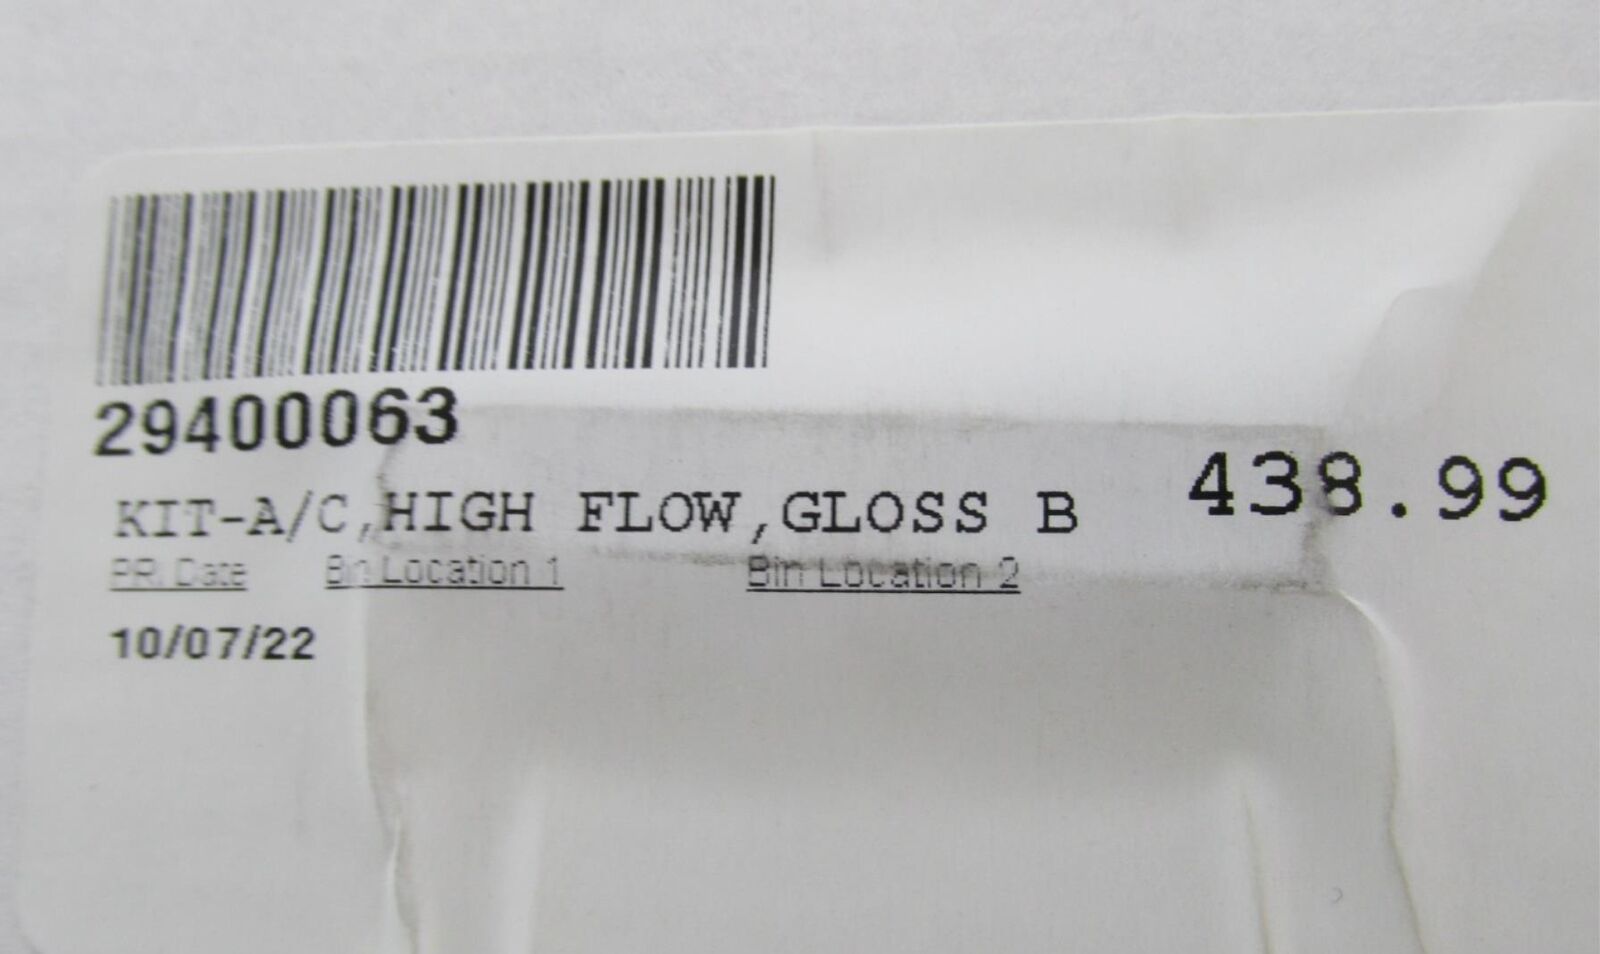 29400063
KIT-A/C,HIGH FLOW,GLOSS B 438.99
PR. Date Bin Location 1 Bin Location 2
10/07/22